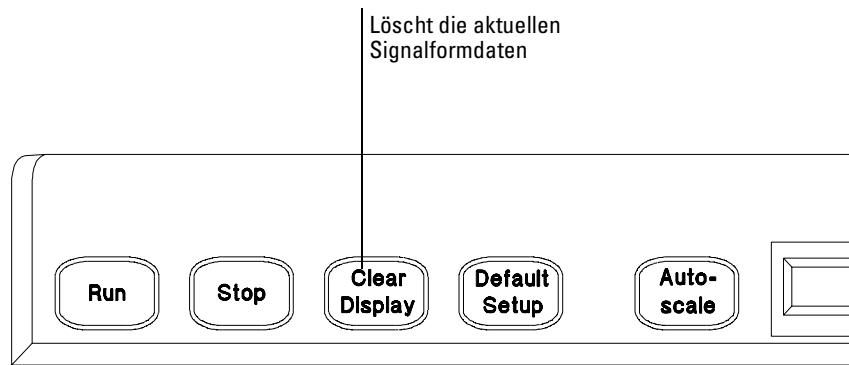 Löscht die aktuellen
Signalformdaten
Run
Stop
Clear
Display
Default
Setup
Auto-
scale